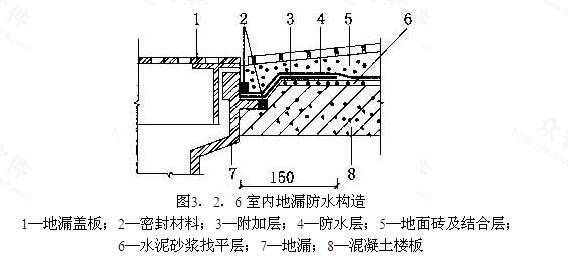 1 2 3 4 5 6
7 150 8
图3. 2. 6 室内地漏防水构造
1—地漏盖板；2—密封材料；3—附加层；4—防水层；5—地面砖及结合层；
6—水泥砂浆找平层；7—地漏；8—混凝土楼板